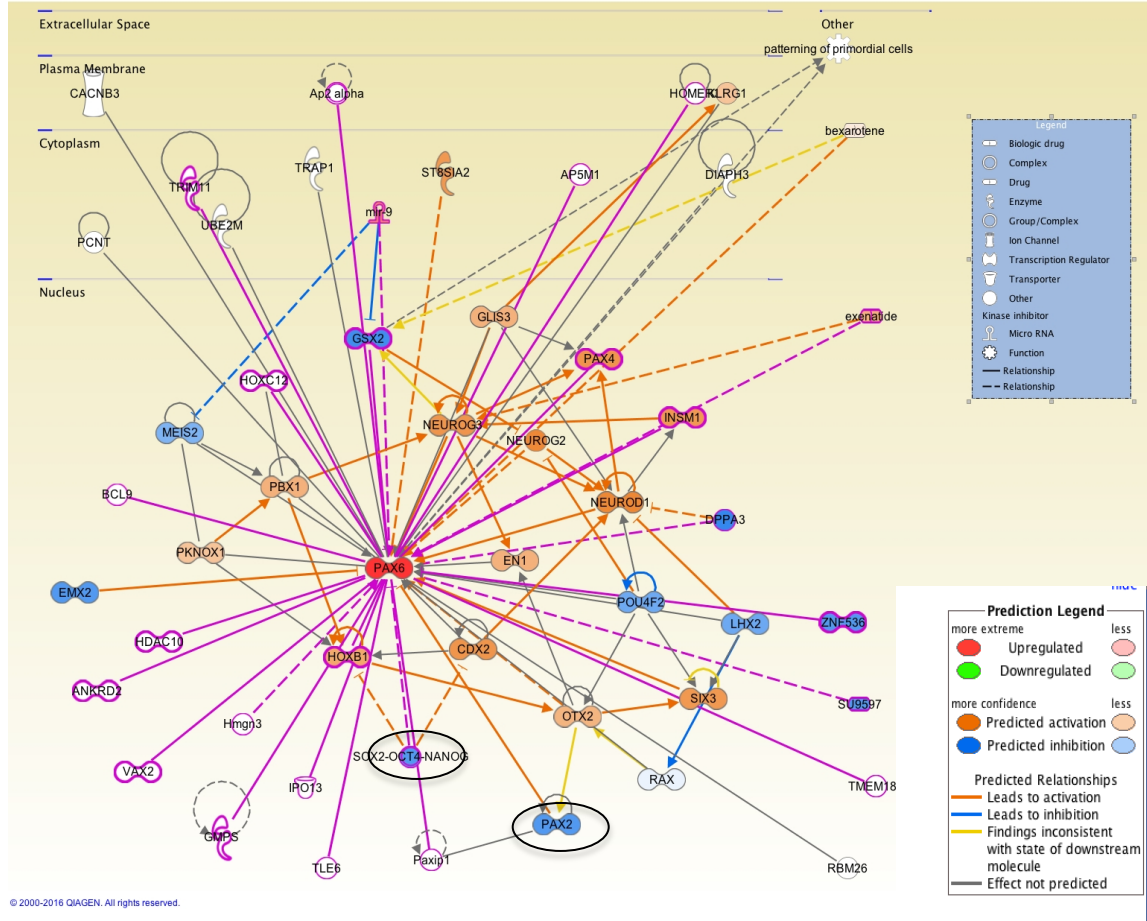 Extracellular Space
Other
patterning of primordial cells
Plasma Membrane
CACNB3
Ap2 alpha
KLRG1
Cytoplasm
bexarotene
TRIM11
TRAP1
ST8SIA2
AP5M1
DIAPH3
UBE2M
mir-9
PCNT
Nucleus
GLIS3
exenatide
GSX2
PAX4
HOXC12
MEIS2
NEUROG3
INSM1
NEUROG2
PBX1
BCL9
NEUROD1
DPPA3
PKNOX1
PAX6
EN1
EMX2
POU4F2
LHX2
ZNF536
HDAC10
HOXB1
CDX2
ANKRD2
SIX3
SU9597
Hmgn3
OTX2
SOX2-OCT4-NANOG
VAX2
IPO13
RAX
TMEM18
GMPS
PAX2
TLE6
Paxip1
RBM26
Legend
Biologic drug
Complex
Drug
Enzyme
Group/Complex
Ion Channel
Transcription Regulator
Transporter
Other
Kinase inhibitor
Micro RNA
Function
Relationship
Relationship
Prediction Legend
more extreme less
Upregulated
Downregulated
more confidence less
Predicted activation
Predicted inhibition
Predicted Relationships
Leads to activation
Leads to inhibition
Findings inconsistent
with state of downstream
molecule
Effect not predicted
© 2000-2016 QIAGEN. All rights reserved.